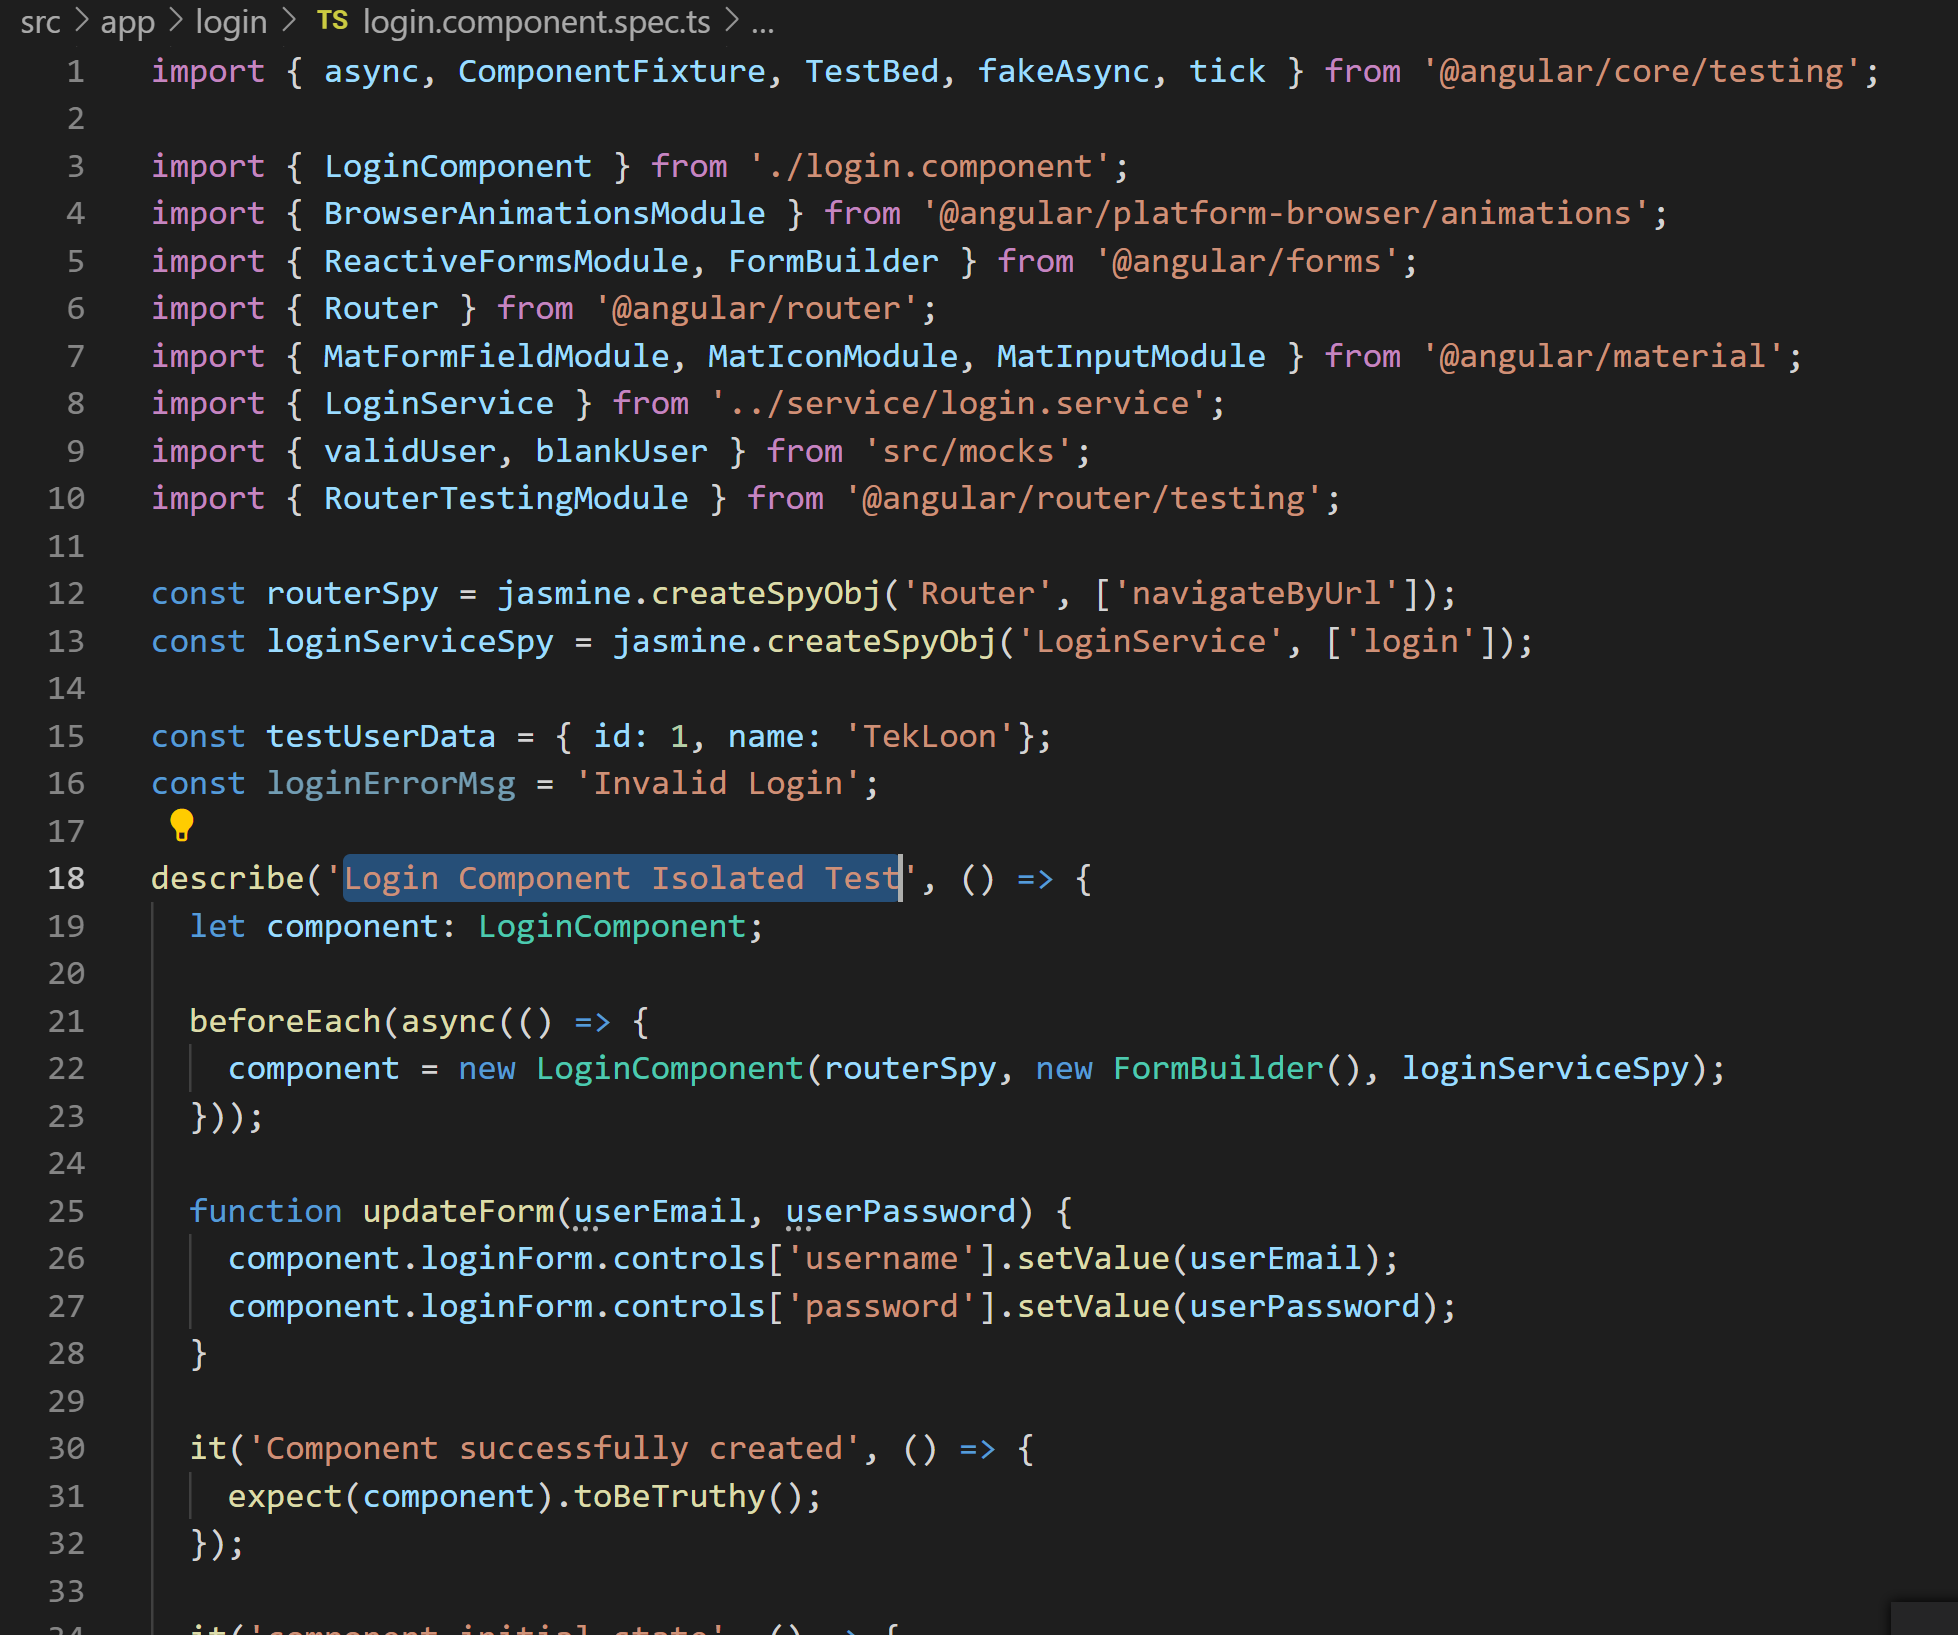 src > app > login > TS login.component.spec.ts > ...
1 import { async, ComponentFixture, TestBed, fakeAsync, tick } from '@angular/core/testing';
2
3 import { LoginComponent } from './login.component';
4 import { BrowserAnimationsModule } from '@angular/platform-browser/animations';
5 import { ReactiveFormsModule, FormBuilder } from '@angular/forms';
6 import { Router } from '@angular/router';
7 import { MatFormFieldModule, MatIconModule, MatInputModule } from '@angular/material';
8 import { LoginService } from '../service/login.service';
9 import { validUser, blankUser } from 'src/mocks';
10 import { RouterTestingModule } from '@angular/router/testing';
11
12 const routerSpy = jasmine.createSpyObj('Router', ['navigateByUrl']);
13 const loginServiceSpy = jasmine.createSpyObj('LoginService', ['login']);
14
15 const testUserData = { id: 1, name: 'TekLoon'};
16 const loginErrorMsg = 'Invalid Login';
17
18 describe('Login Component Isolated Test', () => {
19 let component: LoginComponent;
20
21 beforeEach(async(() => {
22 component = new LoginComponent(routerSpy, new FormBuilder(), loginServiceSpy);
23 }));
24
25 function updateForm(userEmail, userPassword) {
26 component.loginForm.controls['username'].setValue(userEmail);
27 component.loginForm.controls['password'].setValue(userPassword);
28 }
29
30 it('Component successfully created', () => {
31 expect(component).toBeTruthy();
32 });
33
34 it('component initial state', () => {